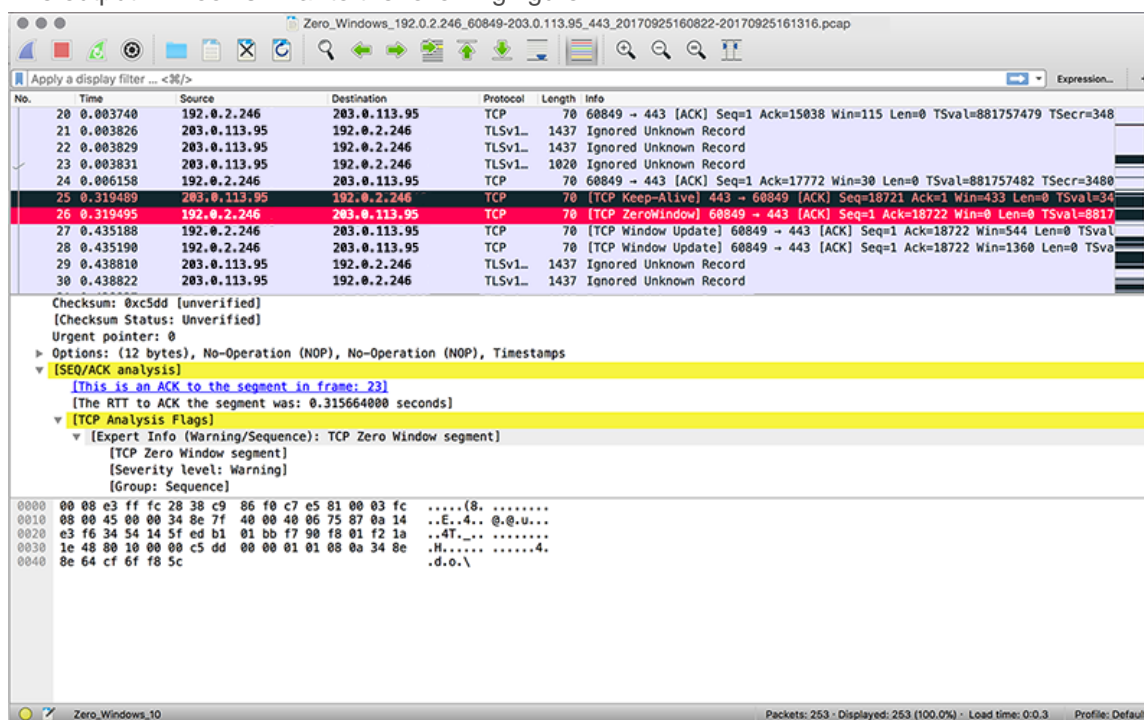 Zero_Windows_192.0.2.246_60849-203.0.113.95_443_20170925160822-20170925161316.pcap
Apply a display filter ... <⌘/>
Expression...
No. Time Source Destination Protocol Length Info
20 0.003740 192.0.2.246 203.0.113.95 TCP 70 60849 → 443 [ACK] Seq=1 Ack=15038 Win=115 Len=0 TSval=881757479 TSecr=348
21 0.003826 203.0.113.95 192.0.2.246 TLSv1… 1437 Ignored Unknown Record
22 0.003829 203.0.113.95 192.0.2.246 TLSv1… 1437 Ignored Unknown Record
23 0.003831 203.0.113.95 192.0.2.246 TLSv1… 1020 Ignored Unknown Record
24 0.006158 192.0.2.246 203.0.113.95 TCP 70 60849 → 443 [ACK] Seq=1 Ack=17772 Win=30 Len=0 TSval=881757482 TSecr=3480
25 0.319489 203.0.113.95 192.0.2.246 TCP 70 [TCP Keep-Alive] 443 → 60849 [ACK] Seq=18721 Ack=1 Win=433 Len=0 TSval=34
26 0.319495 192.0.2.246 203.0.113.95 TCP 70 [TCP ZeroWindow] 60849 → 443 [ACK] Seq=1 Ack=18722 Win=0 Len=0 TSval=8817
27 0.435188 192.0.2.246 203.0.113.95 TCP 70 [TCP Window Update] 60849 → 443 [ACK] Seq=1 Ack=18722 Win=544 Len=0 TSval
28 0.435190 192.0.2.246 203.0.113.95 TCP 70 [TCP Window Update] 60849 → 443 [ACK] Seq=1 Ack=18722 Win=1360 Len=0 TSva
29 0.438810 203.0.113.95 192.0.2.246 TLSv1… 1437 Ignored Unknown Record
30 0.438822 203.0.113.95 192.0.2.246 TLSv1… 1437 Ignored Unknown Record
Checksum: 0xc5dd [unverified]
[Checksum Status: Unverified]
Urgent pointer: 0
Options: (12 bytes), No-Operation (NOP), No-Operation (NOP), Timestamps
[SEQ/ACK analysis]
[This is an ACK to the segment in frame: 23]
[The RTT to ACK the segment was: 0.315664000 seconds]
[TCP Analysis Flags]
[Expert Info (Warning/Sequence): TCP Zero Window segment]
[TCP Zero Window segment]
[Severity level: Warning]
[Group: Sequence]
0000 00 08 e3 ff fc 28 38 c9 86 f0 c7 e5 81 00 03 fc .....(8. ........
0010 08 00 45 00 00 34 8e 7f 40 00 40 06 75 87 0a 14 ..E..4.. @.@.u...
0020 e3 f6 34 54 14 5f ed b1 01 bb f7 90 f8 01 f2 1a ..4T._.. ........
0030 1e 48 80 10 00 00 c5 dd 00 00 01 01 08 0a 34 8e .H...... ......4.
0040 8e 64 cf 6f f8 5c .d.o.\
Zero_Windows_10 Packets: 253 · Displayed: 253 (100.0%) · Load time: 0:0.3 Profile: Defaul